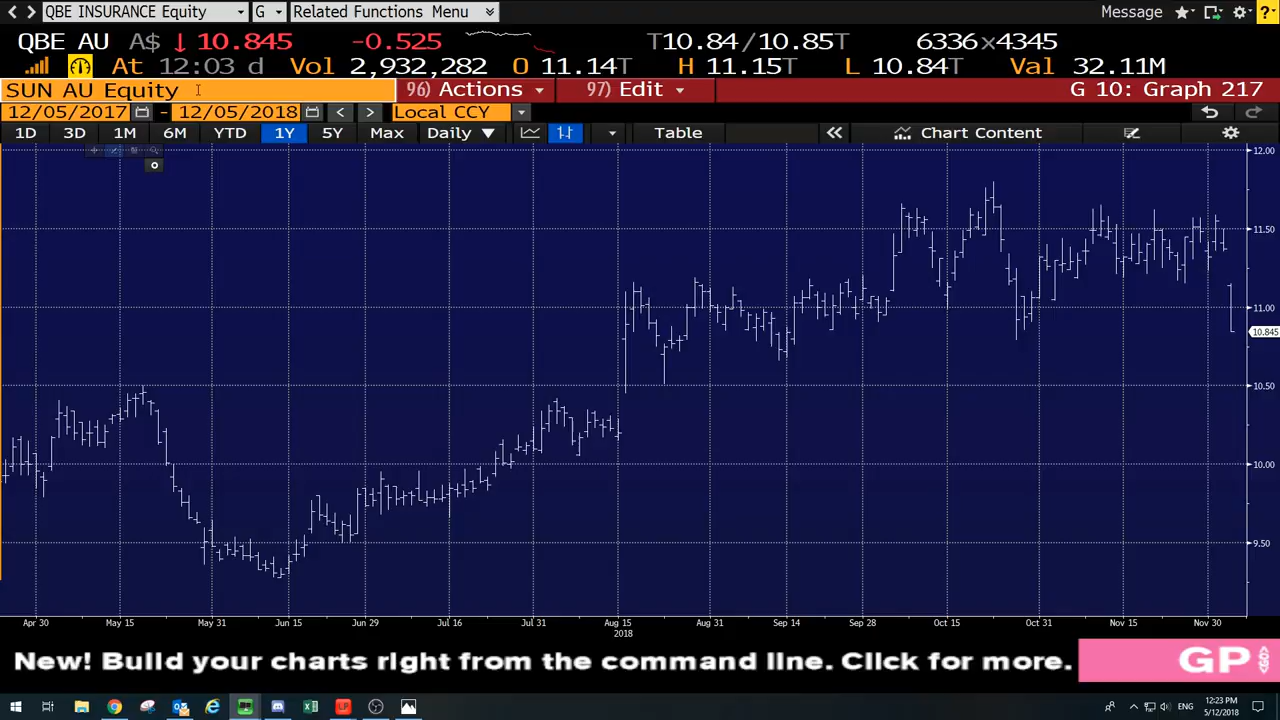 QBE INSURANCE Equity G Related Functions Menu Message ?
QBE AU A$ ↓ 10.845 -0.525 T10.84/10.85T 6336×4345
At 12:03 d Vol 2,932,282 O 11.14T H 11.15T L 10.84T Val 32.11M
SUN AU Equity 96) Actions 97) Edit G 10: Graph 217
12/05/2017 - 12/05/2018 < > Local CCY
1D 3D 1M 6M YTD 1Y 5Y Max Daily ▼ Table « Chart Content
12.00
11.50
11.00
10.845
10.50
10.00
9.50
Apr 30 May 15 May 31 Jun 15 Jun 29 Jul 16 Jul 31 Aug 15 Aug 31 Sep 14 Sep 28 Oct 15 Oct 31 Nov 15 Nov 30
2018
New! Build your charts right from the command line. Click for more. GP
12:23 PM
ENG
5/12/2018